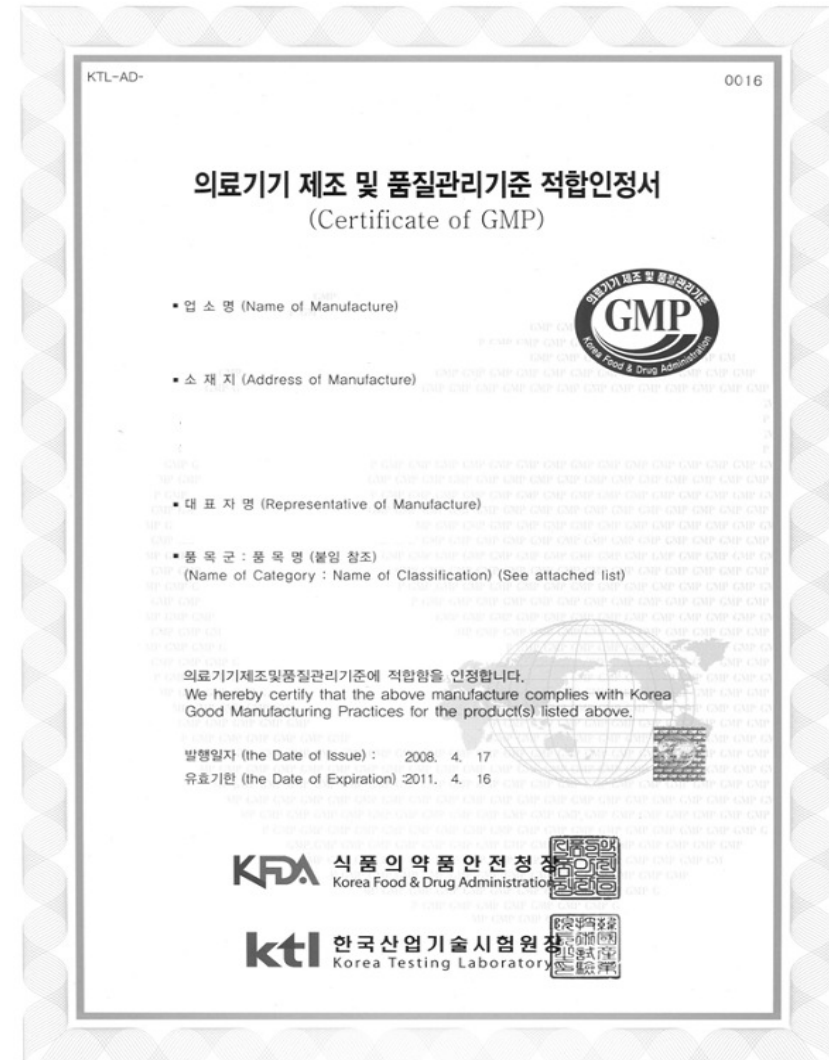 KTL-AD-
0016
의료기기 제조 및 품질관리기준 적합인정서
(Certificate of GMP)
의료기기 제조 및 품질관리기준
GMP
Korea Food & Drug Administration
▪ 업 소 명 (Name of Manufacture)
▪ 소 재 지 (Address of Manufacture)
▪ 대 표 자 명 (Representative of Manufacture)
▪ 품 목 군 : 품 목 명 (붙임 참조)
(Name of Category : Name of Classification) (See attached list)
의료기기제조및품질관리기준에 적합함을 인정합니다.
We hereby certify that the above manufacture complies with Korea
Good Manufacturing Practices for the product(s) listed above.
발행일자 (the Date of Issue) : 2008. 4. 17
유효기한 (the Date of Expiration) :2011. 4. 16
KFDA 식품의약품안전청장
Korea Food & Drug Administration
ktl 한국산업기술시험원장
Korea Testing Laboratory